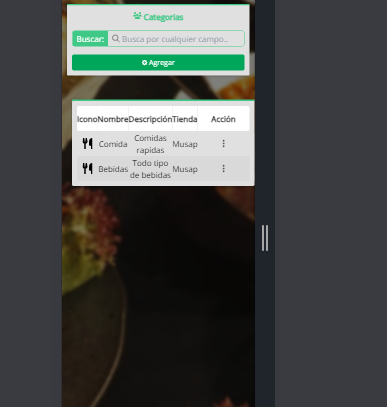 Categorias
Buscar: Busca por cualquier campo..
Agregar
Icono Nombre Descripción Tienda Acción
Comida Comidas rapidas Musap
Bebidas Todo tipo de bebidas Musap